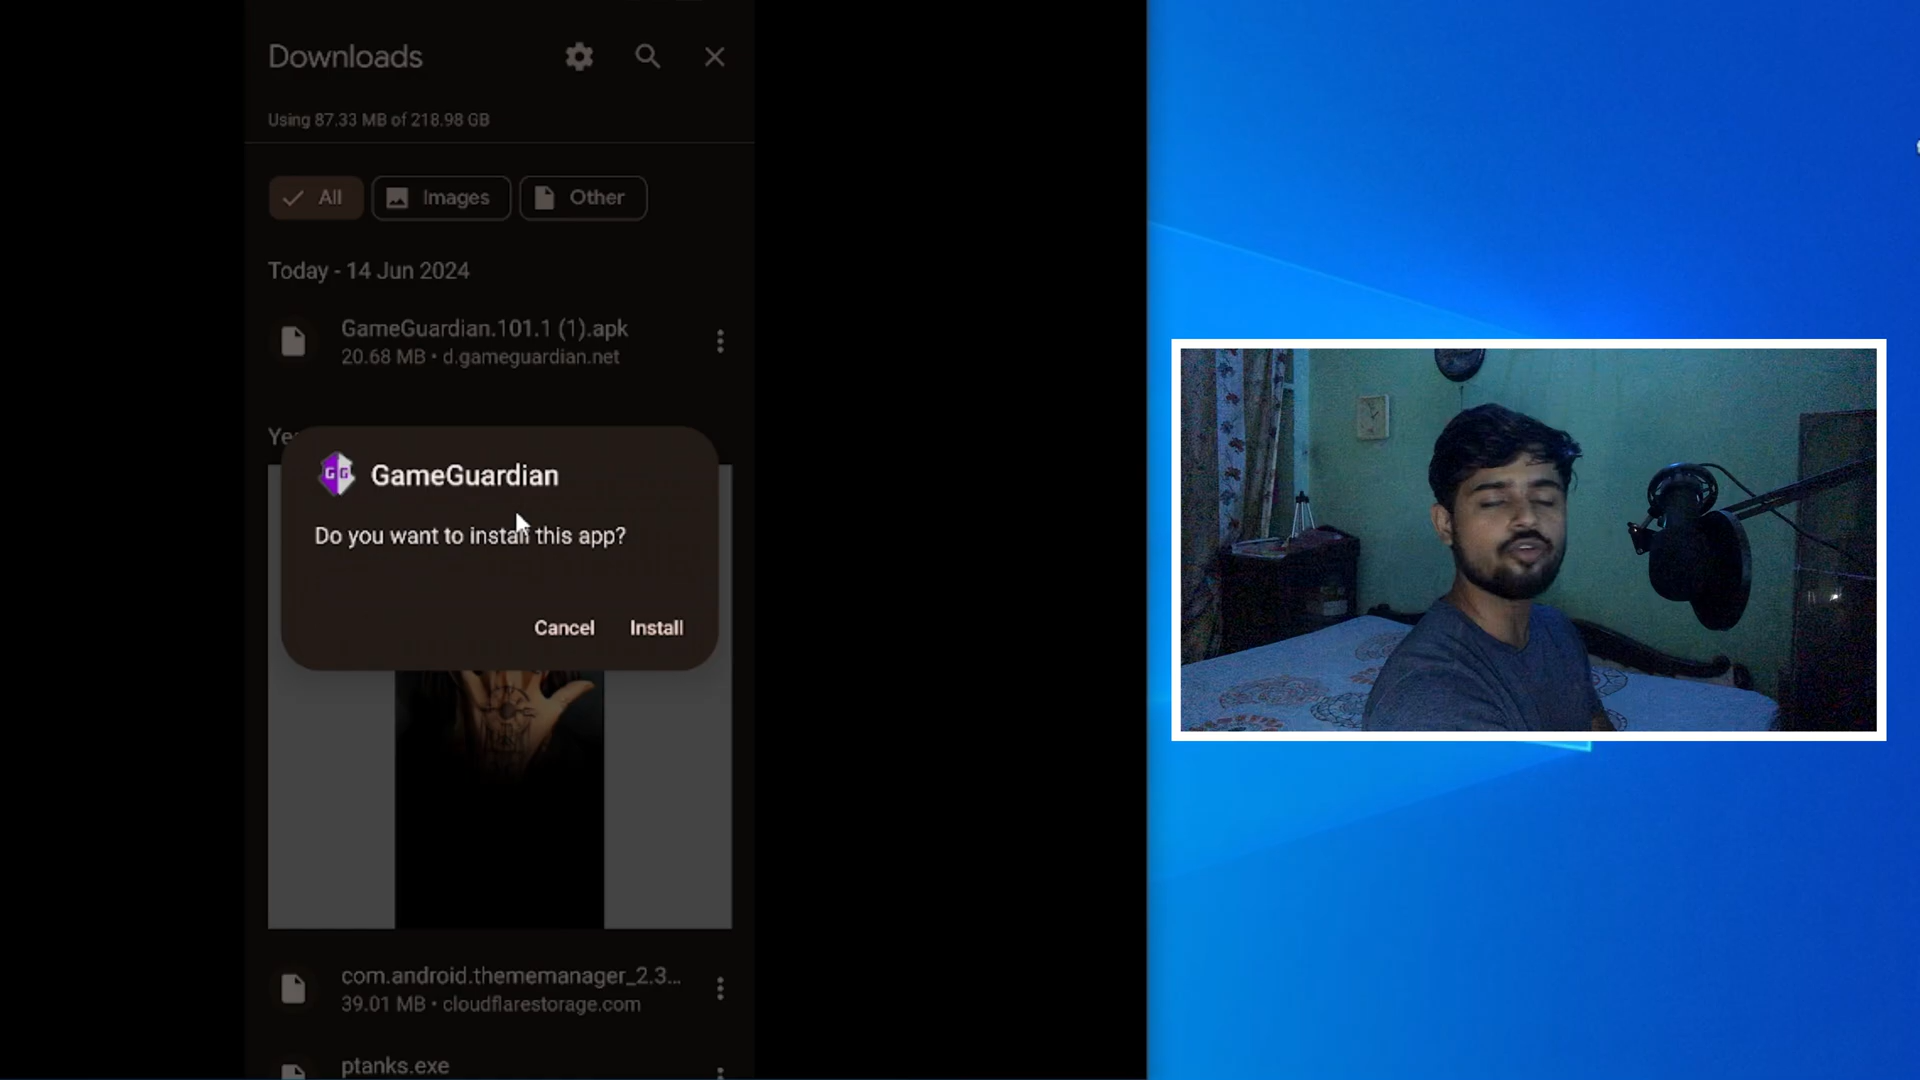 Downloads
Using 87.33 MB of 218.98 GB
All
Images
Other
Today - 14 Jun 2024
GameGuardian.101.1 (1).apk
20.68 MB • d.gameguardian.net
Ye
GG
GameGuardian
Do you want to install this app?
Cancel
Install
com.android.thememanager_2.3...
39.01 MB • cloudflarestorage.com
ptanks.exe